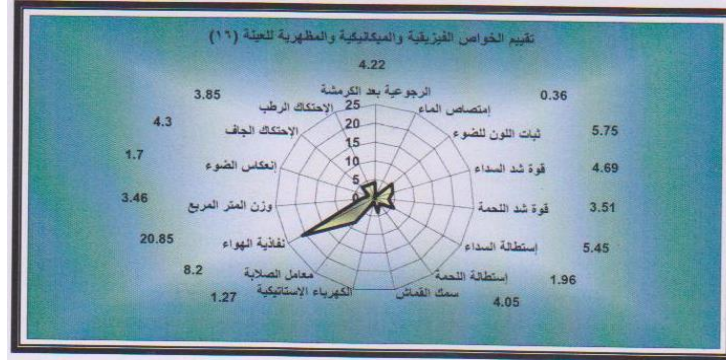 تقييم الخواص الفيزيقية والميكانيكية والمظهرية للعينة (١٦)
4.22
الرجوعية بعد الكرمشة
0.36
إمتصاص الماء
5.75
ثبات اللون للضوء
4.69
قوة شد السداء
3.51
قوة شد اللحمة
5.45
إستطالة السداء
1.96
إستطالة اللحمة
4.05
سمك القماش
1.27
الكهرباء الإستاتيكية
8.2
معامل الصلابة
20.85
نفاذية الهواء
3.46
وزن المتر المربع
1.7
إنعكاس الضوء
4.3
الإحتكاك الجاف
3.85
الإحتكاك الرطب
25
20
15
10
5
0